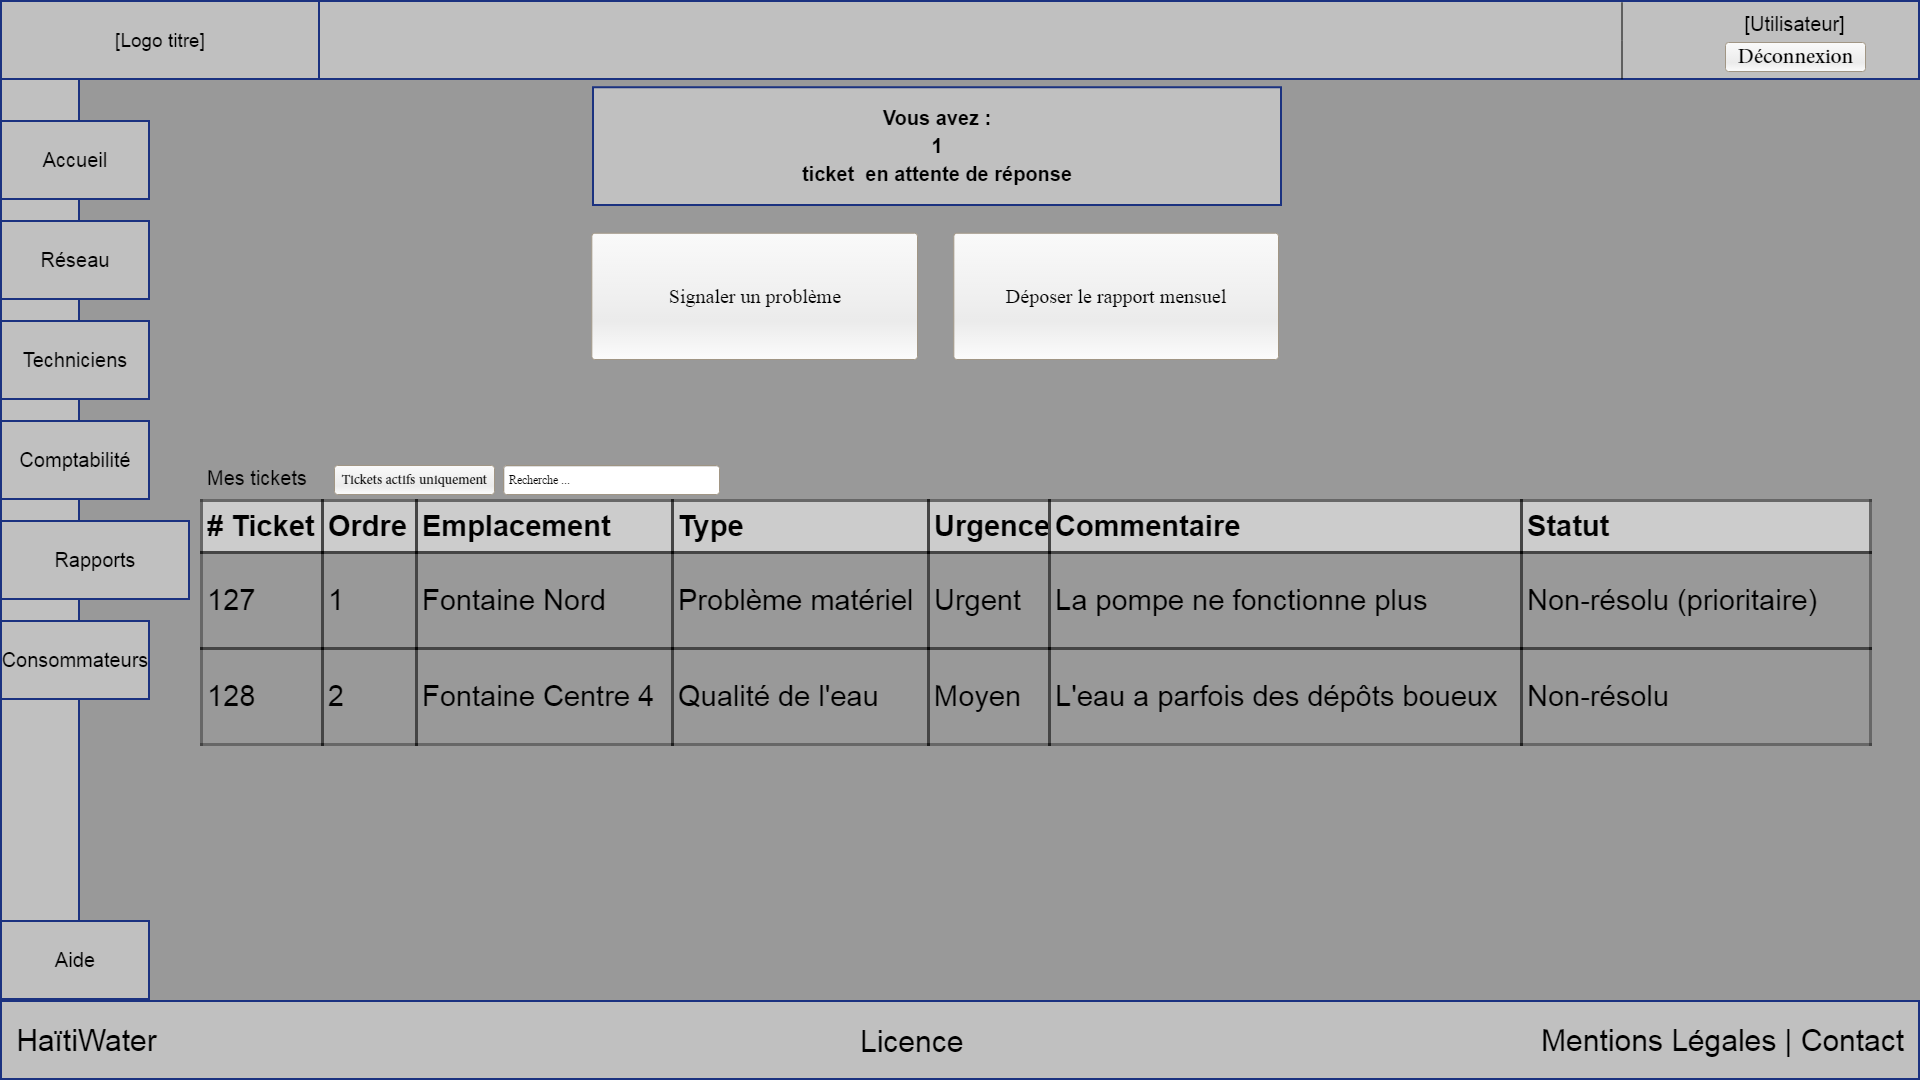 [Logo titre]
[Utilisateur]
Déconnexion
Vous avez :
1
ticket  en attente de réponse
Accueil
Réseau
Techniciens
Comptabilité
Rapports
Consommateurs
Aide
Signaler un problème
Déposer le rapport mensuel
Mes tickets Tickets actifs uniquement Recherche ...
# Ticket Ordre Emplacement Type Urgence Commentaire Statut
127 1 Fontaine Nord Problème matériel Urgent La pompe ne fonctionne plus Non-résolu (prioritaire)
128 2 Fontaine Centre 4 Qualité de l'eau Moyen L'eau a parfois des dépôts boueux Non-résolu
HaïtiWater Licence Mentions Légales | Contact